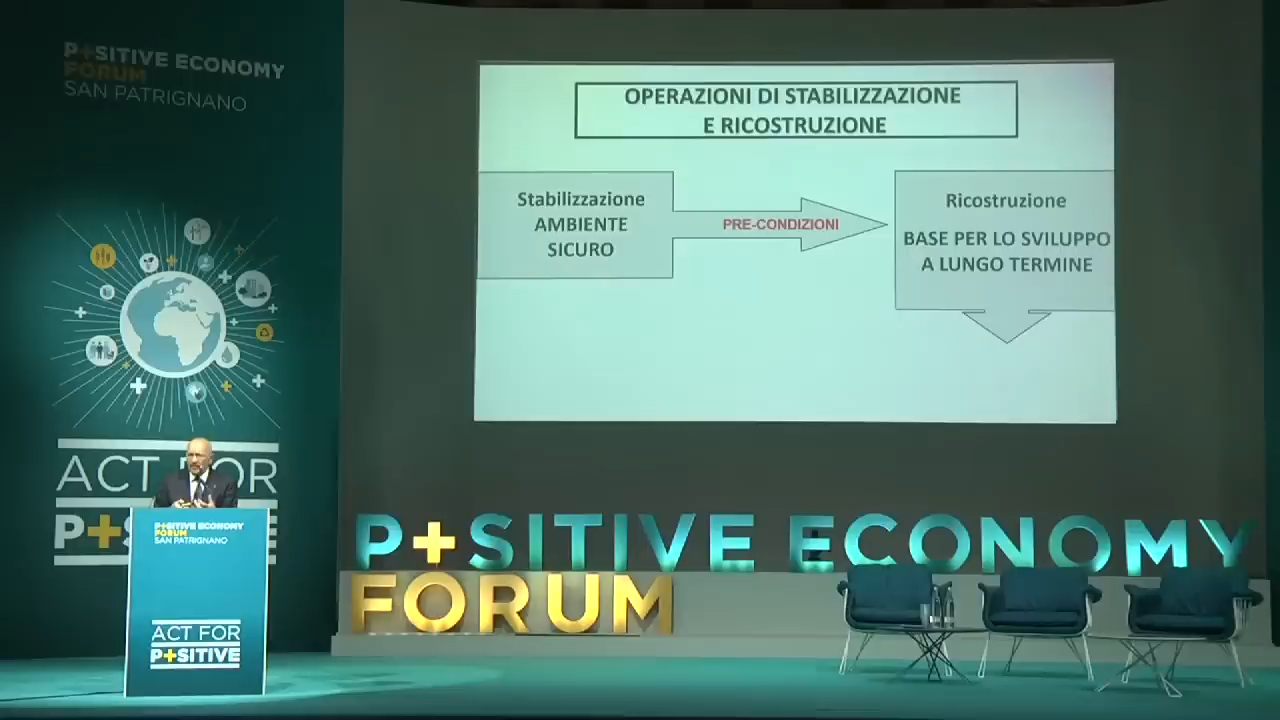 P+SITIVE ECONOMY
FORUM
SAN PATRIGNANO
OPERAZIONI DI STABILIZZAZIONE
E RICOSTRUZIONE
Stabilizzazione
AMBIENTE
SICURO
PRE-CONDIZIONI
Ricostruzione
BASE PER LO SVILUPPO
A LUNGO TERMINE
ACT FOR
P+SITIVE
P+SITIVE ECONOMY
FORUM
SAN PATRIGNANO
ACT FOR
P+SITIVE
P+SITIVE ECONOMY
FORUM